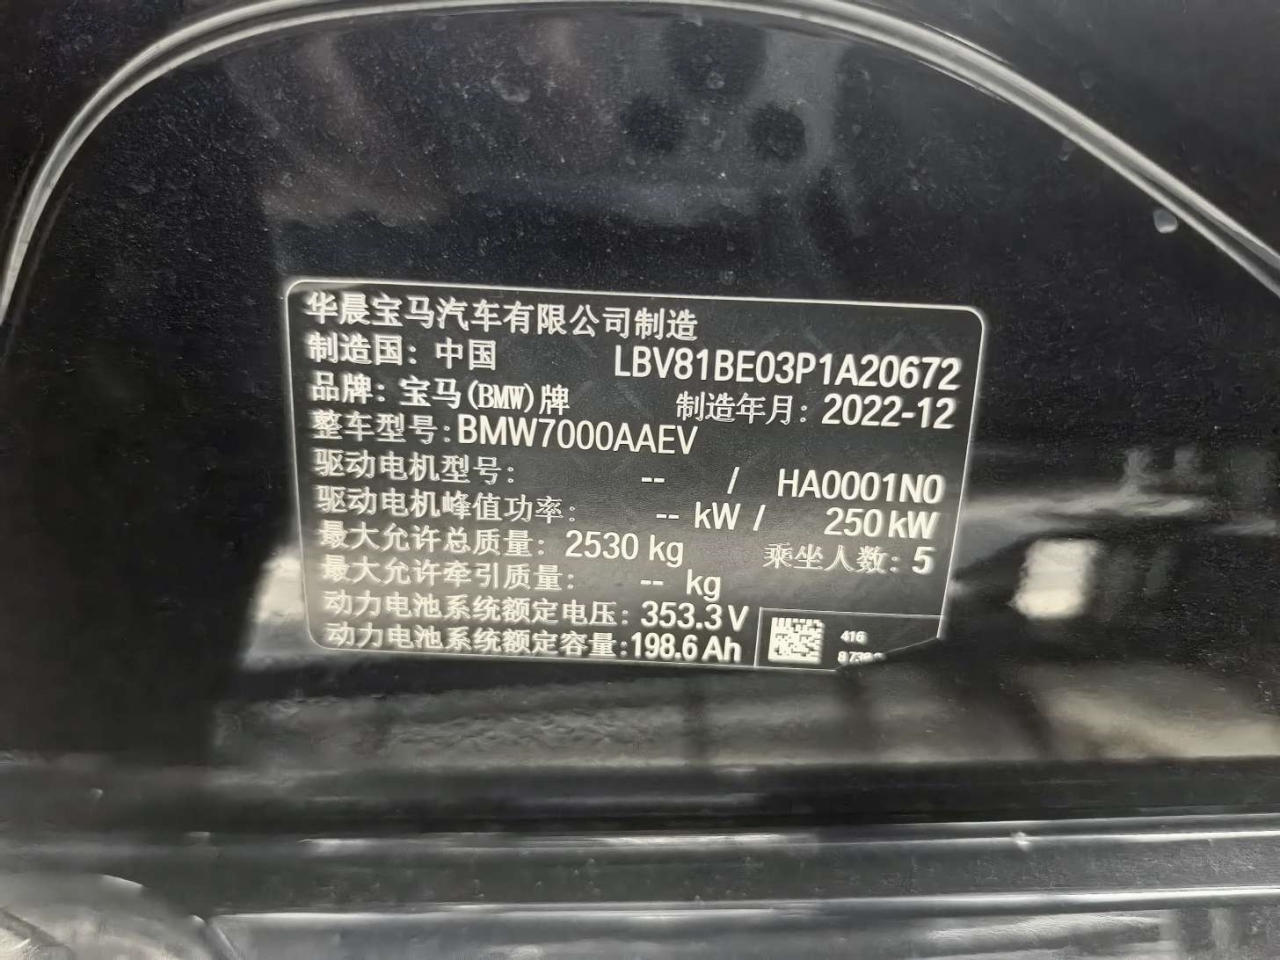 华晨宝马汽车有限公司制造
制造国: 中国 LBV81BE03P1A20672
品牌: 宝马(BMW)牌 制造年月: 2022-12
整车型号:BMW7000AAEV
驱动电机型号: -- / HA0001N0
驱动电机峰值功率: -- kW / 250 kW
最大允许总质量: 2530 kg 乘坐人数: 5
最大允许牵引质量: -- kg
动力电池系统额定电压: 353.3 V
动力电池系统额定容量:198.6 Ah
416